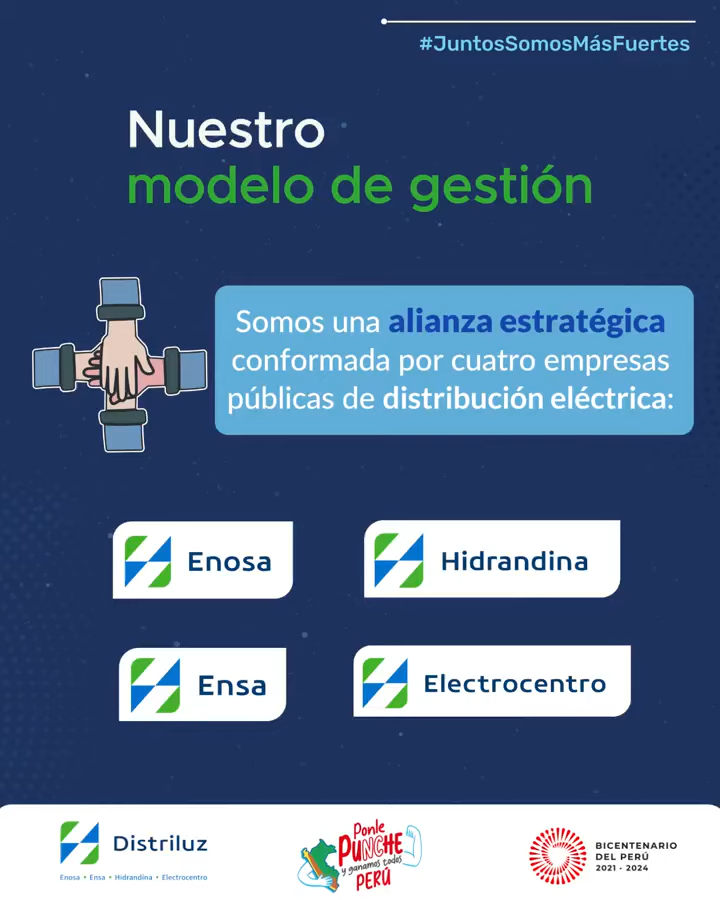 #JuntosSomosMásFuertes
Nuestro
modelo de gestión
Somos una alianza estratégica
conformada por cuatro empresas
públicas de distribución eléctrica:
Enosa
Hidrandina
Ensa
Electrocentro
Distriluz
Enosa • Ensa • Hidrandina • Electrocentro
Ponle
PUNCHE
y ganamos todos
PERÚ
BICENTENARIO
DEL PERÚ
2021 - 2024